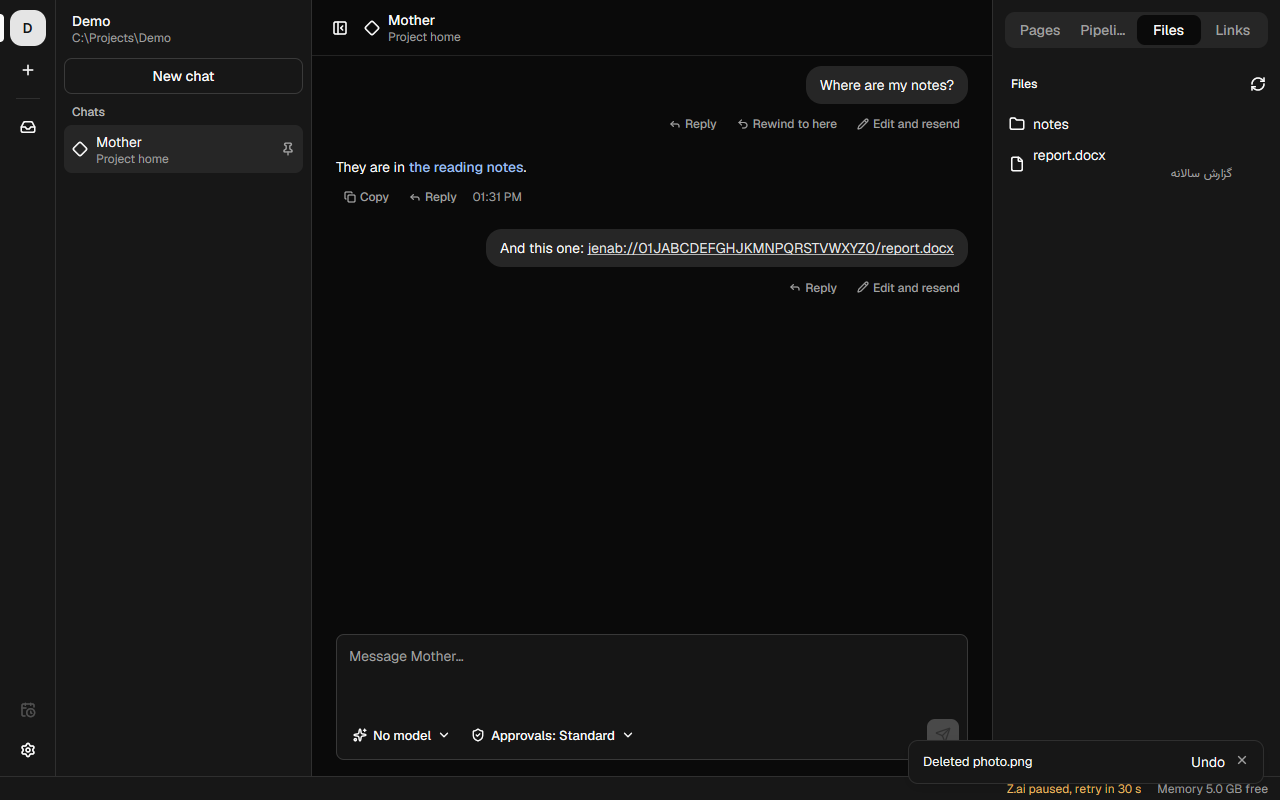 D
Demo
C:\Projects\Demo
New chat
Chats
Mother
Project home
Mother
Project home
Where are my notes?
Reply
Rewind to here
Edit and resend
They are in the reading notes.
Copy
Reply
01:31 PM
And this one: jenab://01JABCDEFGHJKMNPQRSTVWXYZ0/report.docx
Reply
Edit and resend
Message Mother…
No model
Approvals: Standard
Pages
Pipeli…
Files
Links
Files
notes
report.docx
گزارش سالانه
Deleted photo.png
Undo
Z.ai paused, retry in 30 s
Memory 5.0 GB free